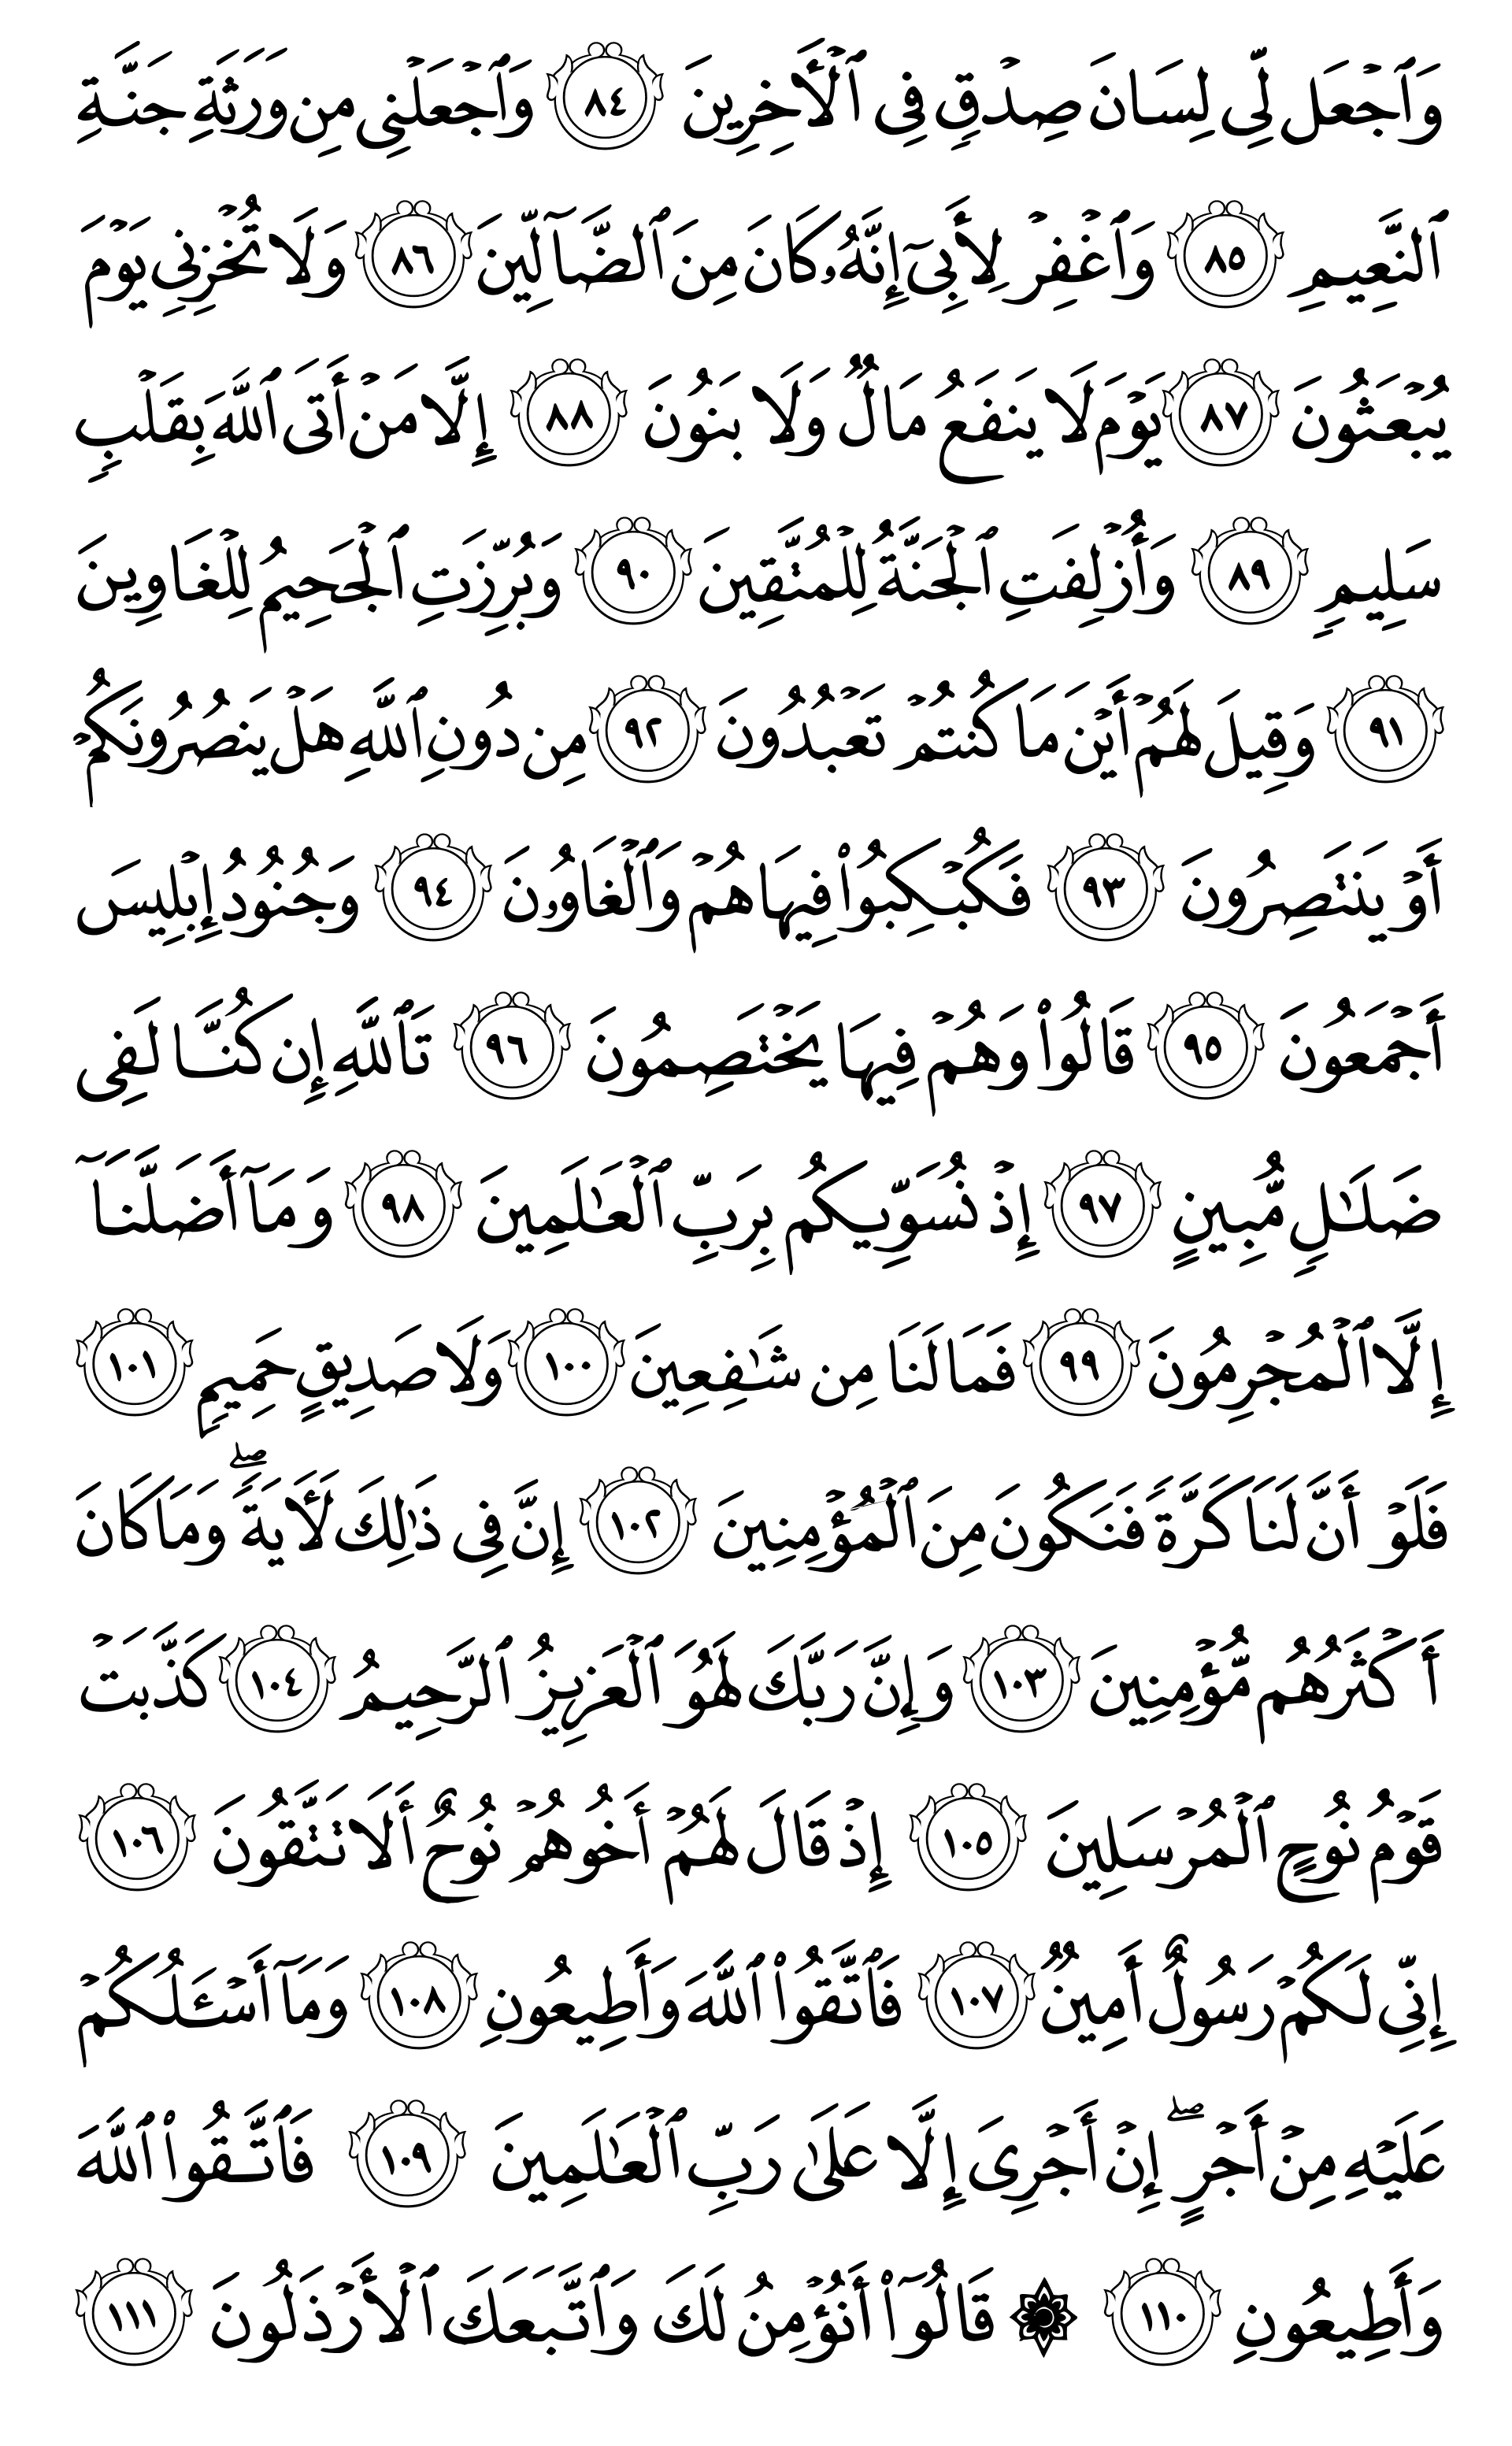 وَٱجۡعَل لِّي لِسَانَ صِدۡقٖ فِي ٱلۡأٓخِرِينَ ٨٤ وَٱجۡعَلۡنِي مِن وَرَثَةِ جَنَّةِ
ٱلنَّعِيمِ ٨٥ وَٱغۡفِرۡ لِأَبِيٓ إِنَّهُۥ كَانَ مِنَ ٱلضَّآلِّينَ ٨٦ وَلَا تُخۡزِنِي يَوۡمَ
يُبۡعَثُونَ ٨٧ يَوۡمَ لَا يَنفَعُ مَالٞ وَلَا بَنُونَ ٨٨ إِلَّا مَنۡ أَتَى ٱللَّهَ بِقَلۡبٖ
سَلِيمٖ ٨٩ وَأُزۡلِفَتِ ٱلۡجَنَّةُ لِلۡمُتَّقِينَ ٩٠ وَبُرِّزَتِ ٱلۡجَحِيمُ لِلۡغَاوِينَ
٩١ وَقِيلَ لَهُمۡ أَيۡنَ مَا كُنتُمۡ تَعۡبُدُونَ ٩٢ مِن دُونِ ٱللَّهِ هَلۡ يَنصُرُونَكُمۡ
أَوۡ يَنتَصِرُونَ ٩٣ فَكُبۡكِبُواْ فِيهَا هُمۡ وَٱلۡغَاوُۥنَ ٩٤ وَجُنُودُ إِبۡلِيسَ
أَجۡمَعُونَ ٩٥ قَالُواْ وَهُمۡ فِيهَا يَخۡتَصِمُونَ ٩٦ تَٱللَّهِ إِن كُنَّا لَفِي
ضَلَٰلٖ مُّبِينٍ ٩٧ إِذۡ نُسَوِّيكُم بِرَبِّ ٱلۡعَٰلَمِينَ ٩٨ وَمَآ أَضَلَّنَآ
إِلَّا ٱلۡمُجۡرِمُونَ ٩٩ فَمَا لَنَا مِن شَٰفِعِينَ ١٠٠ وَلَا صَدِيقٍ حَمِيمٖ ١٠١
فَلَوۡ أَنَّ لَنَا كَرَّةٗ فَنَكُونَ مِنَ ٱلۡمُؤۡمِنِينَ ١٠٢ إِنَّ فِي ذَٰلِكَ لَأٓيَةٗۖ وَمَا كَانَ
أَكۡثَرُهُم مُّؤۡمِنِينَ ١٠٣ وَإِنَّ رَبَّكَ لَهُوَ ٱلۡعَزِيزُ ٱلرَّحِيمُ ١٠٤ كَذَّبَتۡ
قَوۡمُ نُوحٍ ٱلۡمُرۡسَلِينَ ١٠٥ إِذۡ قَالَ لَهُمۡ أَخُوهُمۡ نُوحٌ أَلَا تَتَّقُونَ ١٠٦
إِنِّي لَكُمۡ رَسُولٌ أَمِينٞ ١٠٧ فَٱتَّقُواْ ٱللَّهَ وَأَطِيعُونِ ١٠٨ وَمَآ أَسۡـَٔلُكُمۡ
عَلَيۡهِ مِنۡ أَجۡرٍۖ إِنۡ أَجۡرِيَ إِلَّا عَلَىٰ رَبِّ ٱلۡعَٰلَمِينَ ١٠٩ فَٱتَّقُواْ ٱللَّهَ
وَأَطِيعُونِ ١١٠ ۞ قَالُوٓاْ أَنُؤۡمِنُ لَكَ وَٱتَّبَعَكَ ٱلۡأَرۡذَلُونَ ١١١